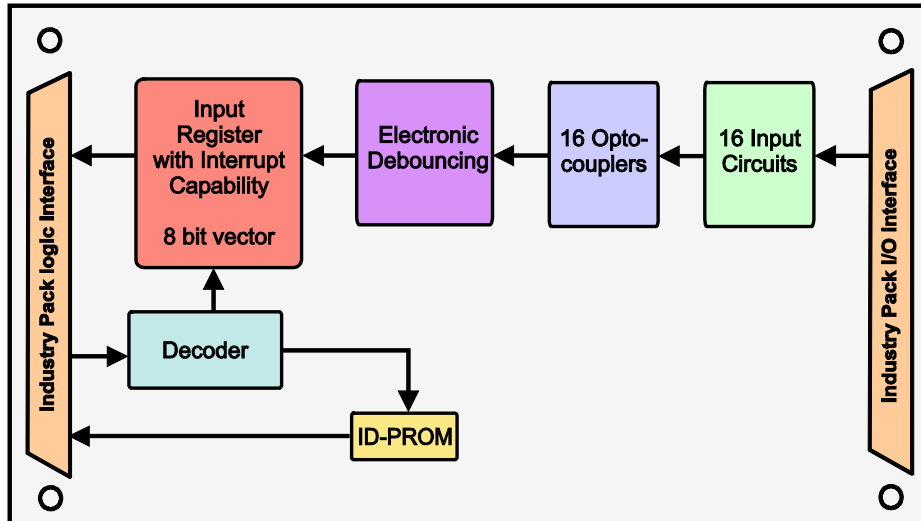 Industry Pack logic Interface
Input
Register
with Interrupt
Capability
8 bit vector
Electronic
Debouncing
16 Opto-
couplers
16 Input
Circuits
Industry Pack I/O Interface
Decoder
ID-PROM